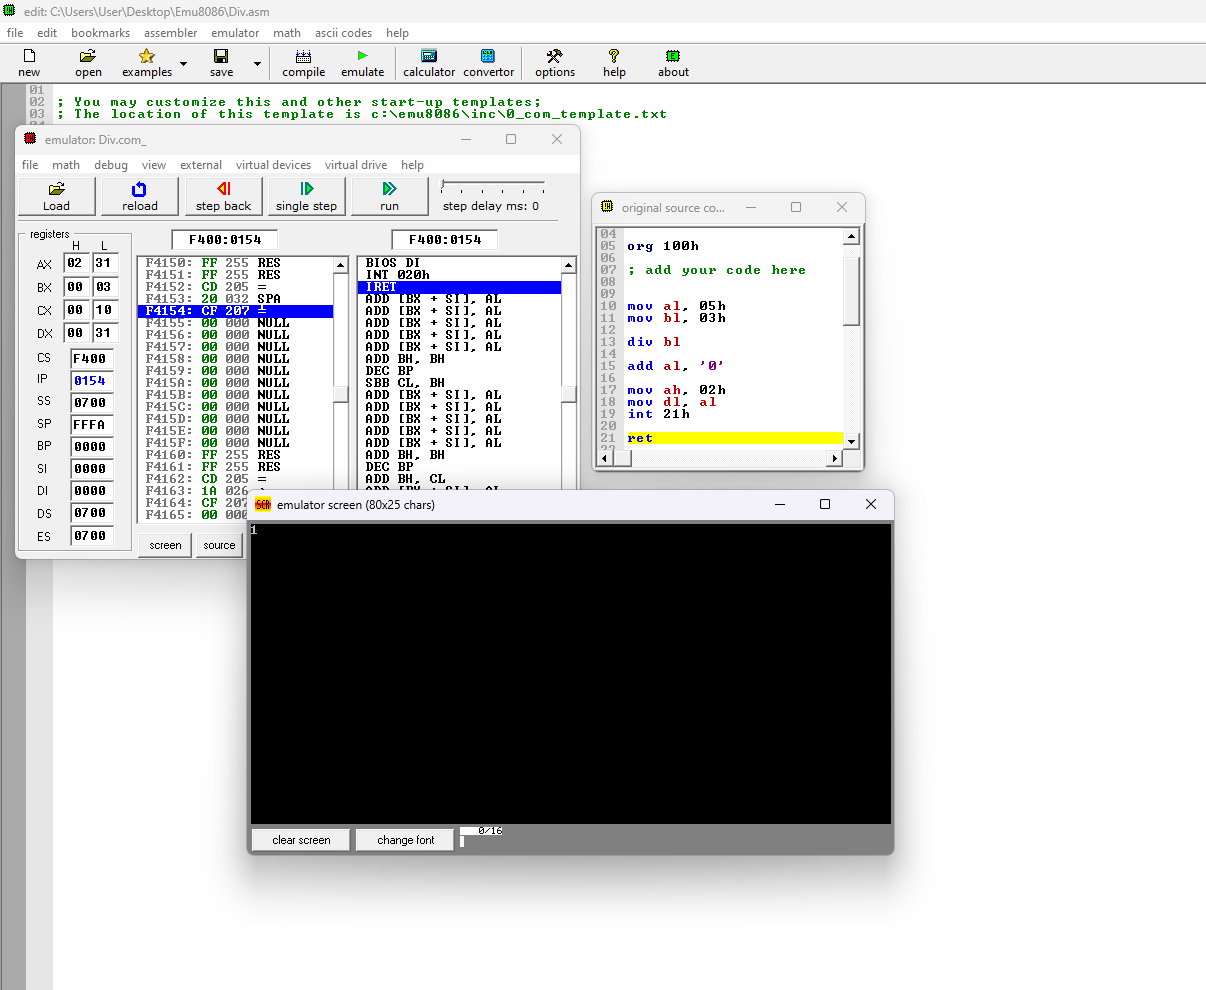 edit: C:\Users\User\Desktop\Emu8086\Div.asm
file edit bookmarks assembler emulator math ascii codes help
new open examples save compile emulate calculator convertor options help about
01
02 ; You may customize this and other start-up templates;
03 ; The location of this template is c:\emu8086\inc\0_com_template.txt
emulator: Div.com_
file math debug view external virtual devices virtual drive help
Load reload step back single step run step delay ms: 0
registers
H L
AX 02 31
BX 00 03
CX 00 10
DX 00 31
CS F400
IP 0154
SS 0700
SP FFFA
BP 0000
SI 0000
DI 0000
DS 0700
ES 0700
F400:0154
F4150: FF 255 RES
F4151: FF 255 RES
F4152: CD 205 =
F4153: 20 032 SPA
F4154: CF 207 ╧
F4155: 00 000 NULL
F4156: 00 000 NULL
F4157: 00 000 NULL
F4158: 00 000 NULL
F4159: 00 000 NULL
F415A: 00 000 NULL
F415B: 00 000 NULL
F415C: 00 000 NULL
F415D: 00 000 NULL
F415E: 00 000 NULL
F415F: 00 000 NULL
F4160: FF 255 RES
F4161: FF 255 RES
F4162: CD 205 =
F4163: 1A 026
F4164: CF 207
F4165: 00 000
F400:0154
BIOS DI
INT 020h
IRET
ADD [BX + SI], AL
ADD [BX + SI], AL
ADD [BX + SI], AL
ADD [BX + SI], AL
ADD [BX + SI], AL
ADD BH, BH
DEC BP
SBB CL, BH
ADD [BX + SI], AL
ADD [BX + SI], AL
ADD [BX + SI], AL
ADD [BX + SI], AL
ADD [BX + SI], AL
ADD BH, BH
DEC BP
ADD BH, CL
ADD [BX + SI], AL
screen source
original source co...
04
05 org 100h
06
07 ; add your code here
08
09
10 mov al, 05h
11 mov bl, 03h
12
13 div bl
14
15 add al, '0'
16
17 mov ah, 02h
18 mov dl, al
19 int 21h
20
21 ret
22
emulator screen (80x25 chars)
1
clear screen change font 0/16